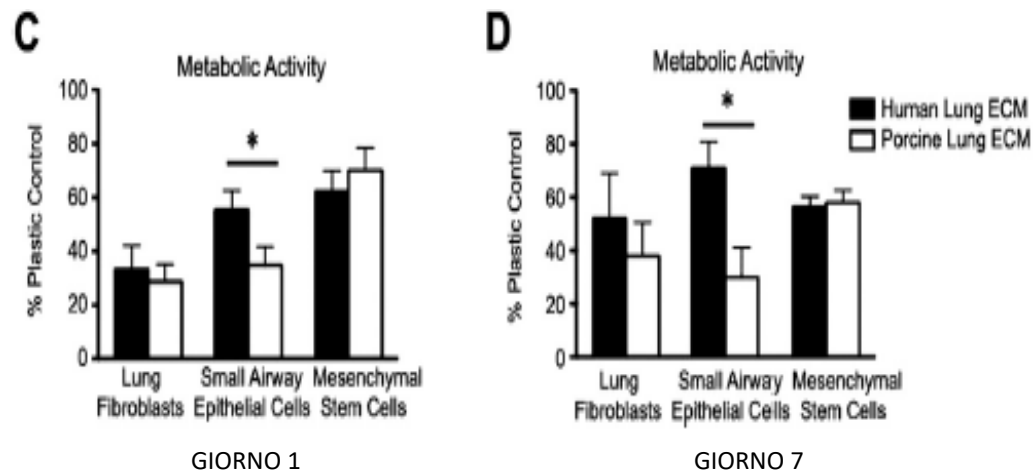 C
Metabolic Activity
% Plastic Control
100
80
60
40
20
0
*
Lung
Fibroblasts
Small Airway
Epithelial Cells
Mesenchymal
Stem Cells
GIORNO 1
D
Metabolic Activity
% Plastic Control
100
80
60
40
20
0
*
Human Lung ECM
Porcine Lung ECM
Lung
Fibroblasts
Small Airway
Epithelial Cells
Mesenchymal
Stem Cells
GIORNO 7